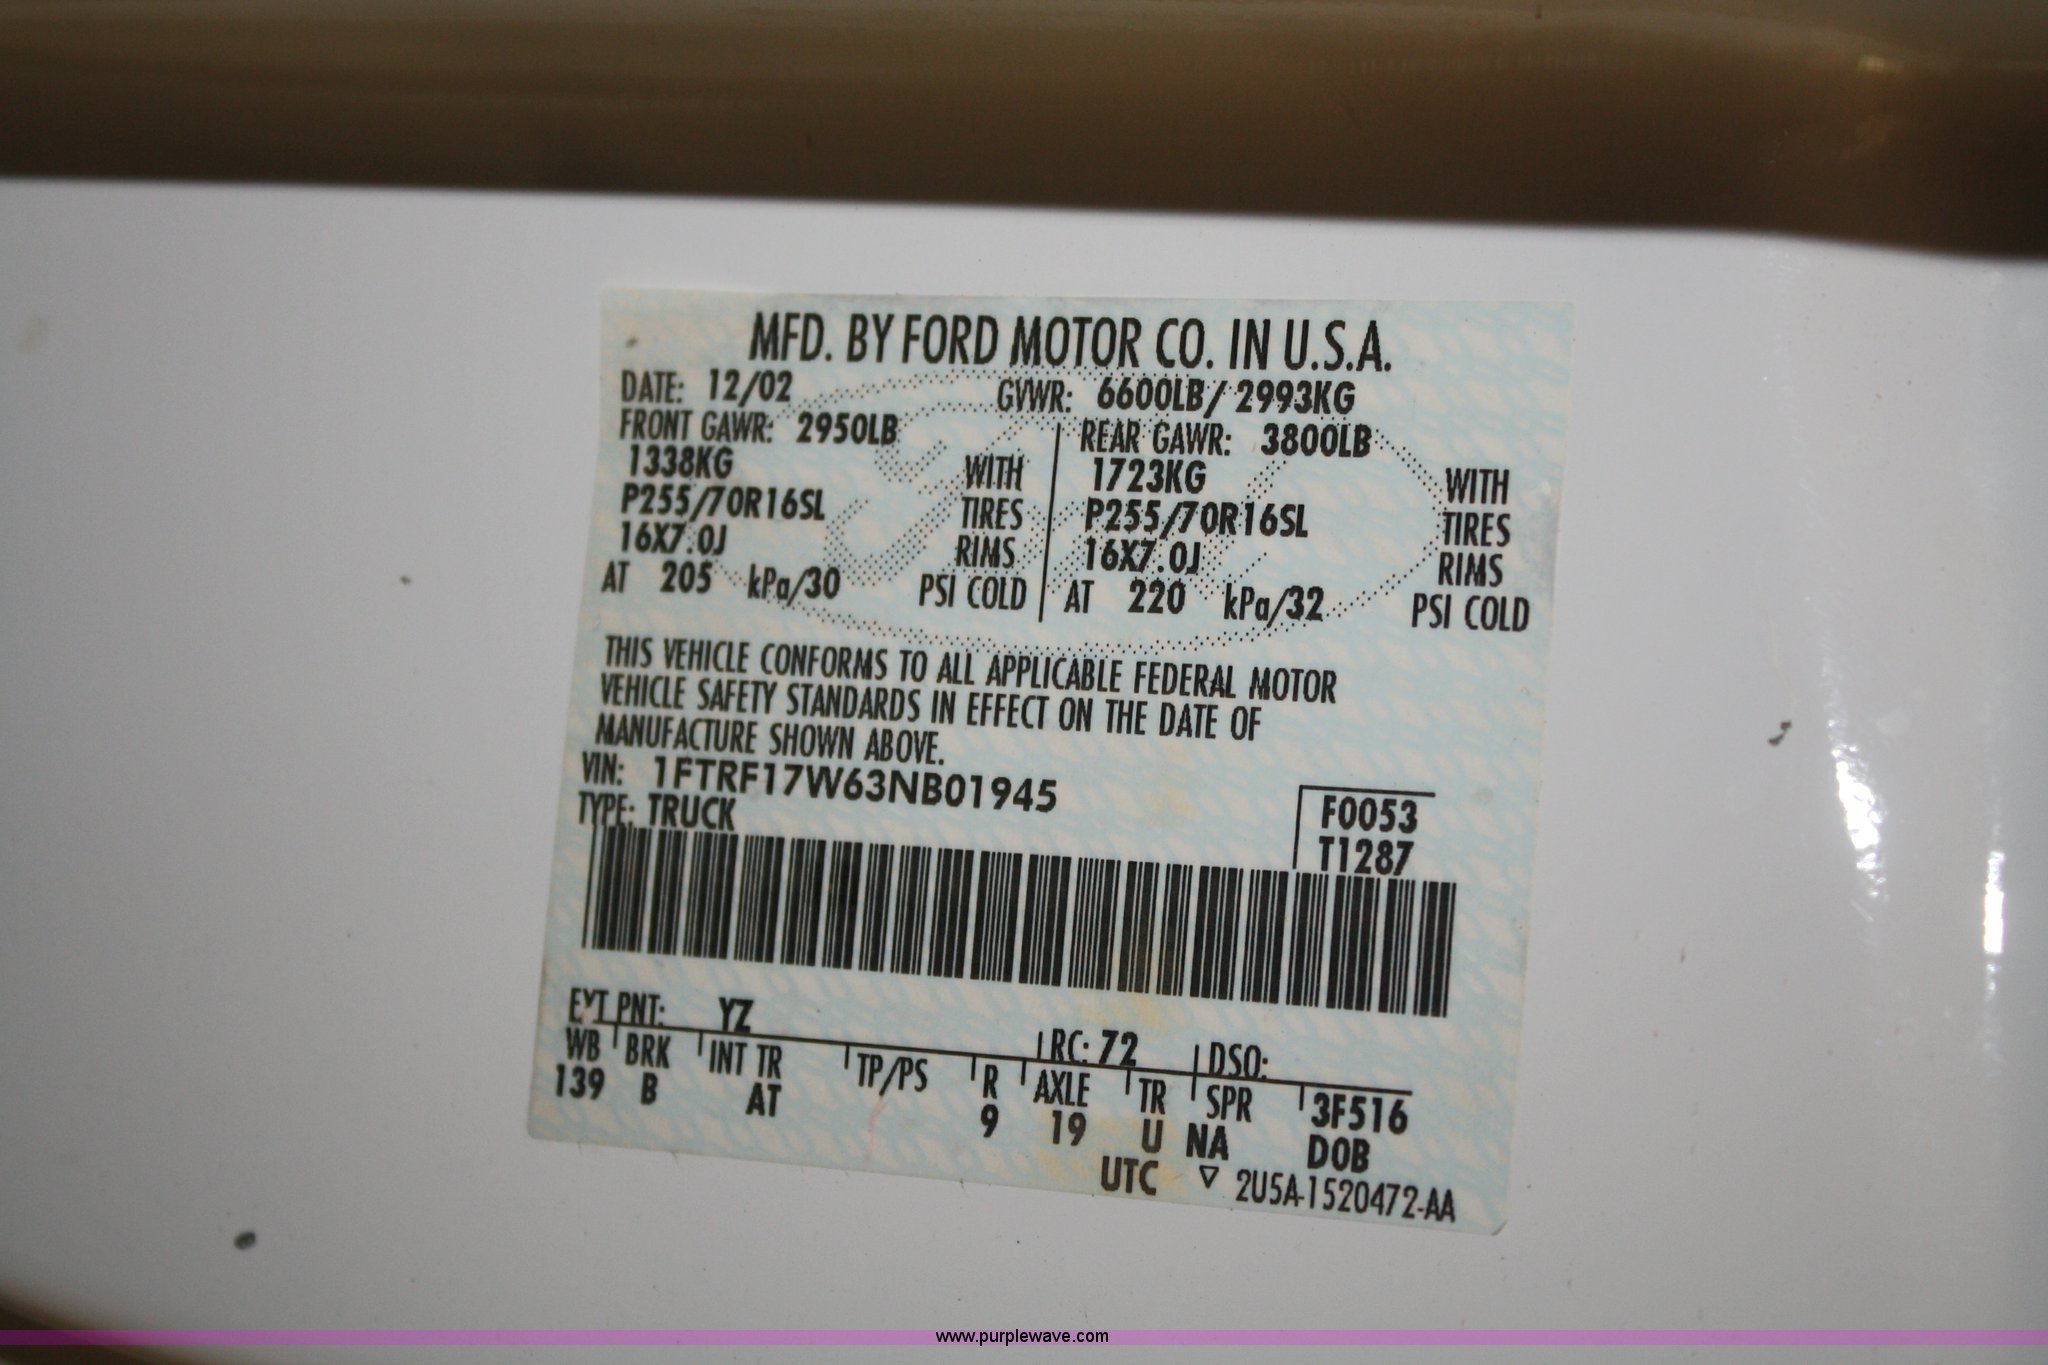 MFD. BY FORD MOTOR CO. IN U.S.A.
DATE: 12/02 GVWR: 6600LB/ 2993KG
FRONT GAWR: 2950LB REAR GAWR: 3800LB
1338KG WITH 1723KG WITH
P255/70R16SL TIRES P255/70R16SL TIRES
16X7.0J RIMS 16X7.0J RIMS
AT 205 kPa/30 PSI COLD AT 220 kPa/32 PSI COLD
THIS VEHICLE CONFORMS TO ALL APPLICABLE FEDERAL MOTOR
VEHICLE SAFETY STANDARDS IN EFFECT ON THE DATE OF
MANUFACTURE SHOWN ABOVE.
VIN: 1FTRF17W63NB01945
TYPE: TRUCK
F0053
T1287
EXT PNT: YZ RC: 72 DSO:
WB BRK INT TR TP/PS R AXLE TR SPR 3F516
139 B AT 9 19 U NA DOB
UTC ▽ 2U5A-1520472-AA
www.purplewave.com